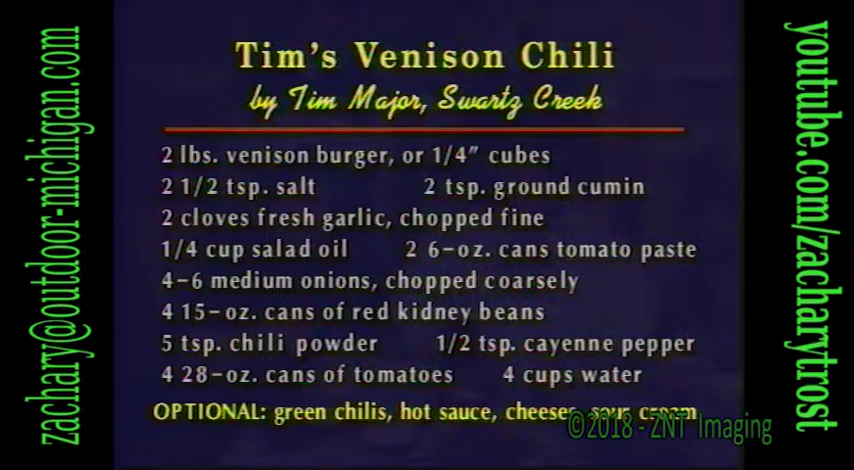 Tim's Venison Chili
by Tim Major, Swartz Creek
2 lbs. venison burger, or 1/4" cubes
2 1/2 tsp. salt 2 tsp. ground cumin
2 cloves fresh garlic, chopped fine
1/4 cup salad oil 2 6-oz. cans tomato paste
4-6 medium onions, chopped coarsely
4 15-oz. cans of red kidney beans
5 tsp. chili powder 1/2 tsp. cayenne pepper
4 28-oz. cans of tomatoes 4 cups water
OPTIONAL: green chilis, hot sauce, cheeses, sour cream
©2018 - ZNT Imaging
zachary@outdoor-michigan.com
youtube.com/zacharytrost